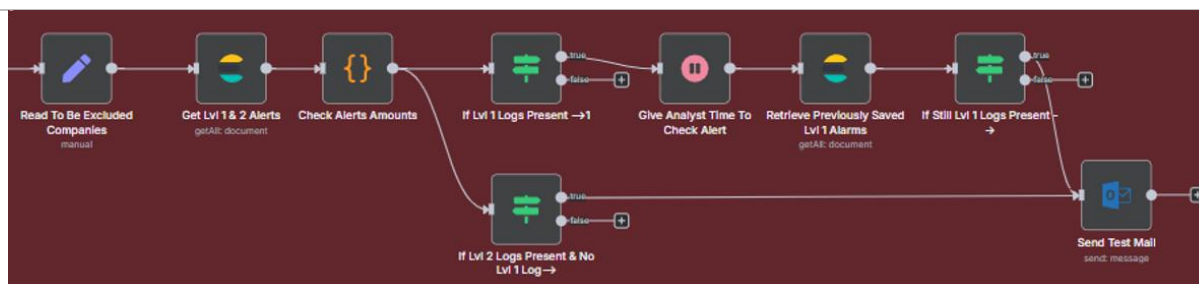 true
false
true
false
Read To Be Excluded
Companies
manual
Get Lvl 1 & 2 Alerts
getAll: document
Check Alerts Amounts
If Lvl 1 Logs Present -->1
Give Analyst Time To
Check Alert
Retrieve Previously Saved
Lvl 1 Alarms
getAll: document
If Still Lvl 1 Logs Present -
->
true
false
If Lvl 2 Logs Present & No
Lvl 1 Log-->
Send Test Mail
send: message